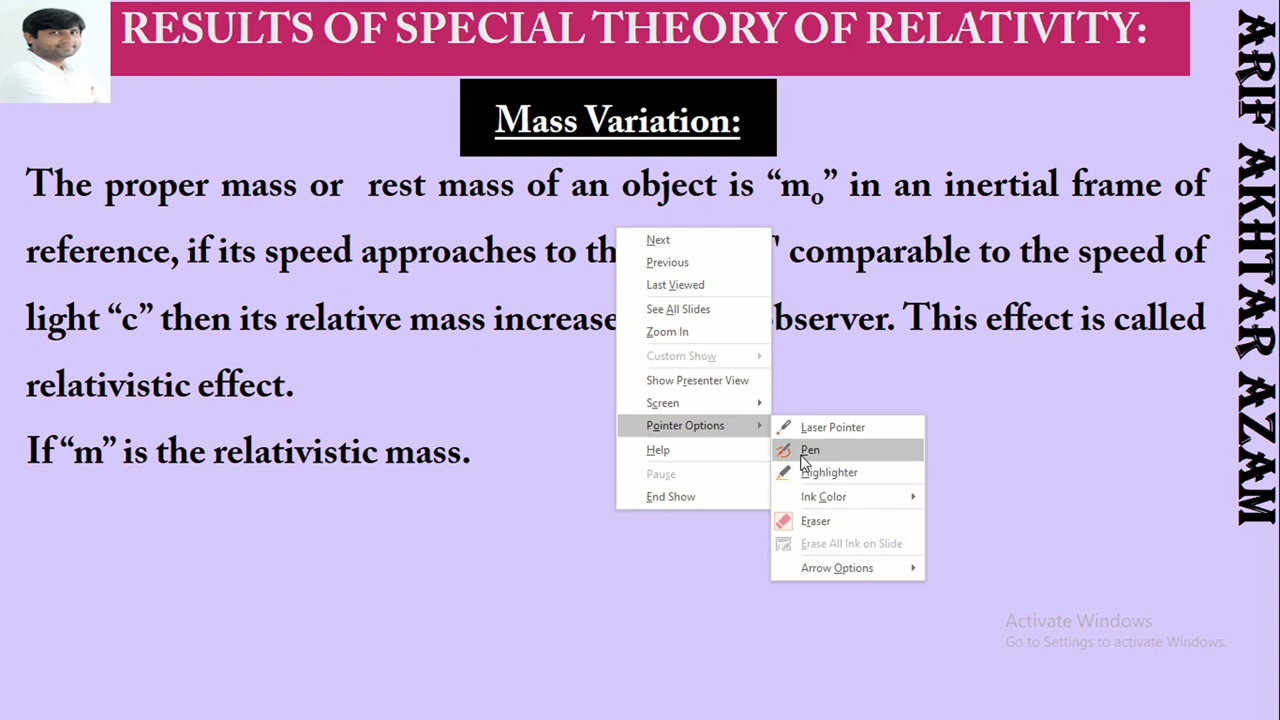 RESULTS OF SPECIAL THEORY OF RELATIVITY:
Mass Variation:
The proper mass or rest mass of an object is “mo” in an inertial frame of
reference, if its speed approaches to comparable to the speed of
light “c” then its relative mass observer. This effect is called
relativistic effect.
If “m” is the relativistic mass.
Next
Previous
Last Viewed
See All Slides
Zoom In
Custom Show
Show Presenter View
Screen
Pointer Options
Help
Pause
End Show
Laser Pointer
Pen
Highlighter
Ink Color
Eraser
Erase All Ink on Slide
Arrow Options
Activate Windows
Go to Settings to activate Windows.
ARIF AKHTAR AZAM